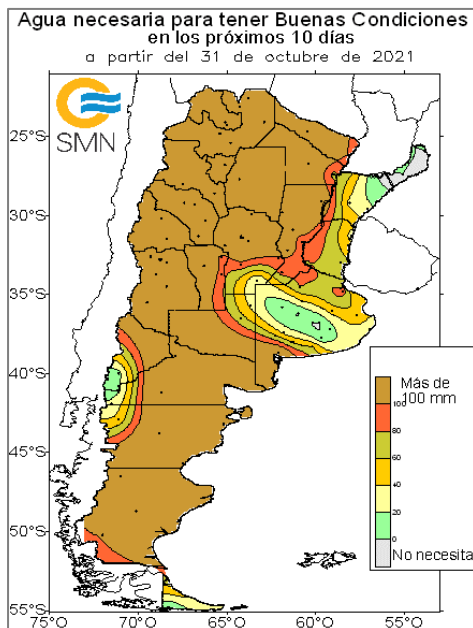 Agua necesaria para tener Buenas Condiciones
en los próximos 10 días
a partír del 31 de octubre de 2021
SMN
25°S
30°S
35°S
40°S
45°S
50°S
55°S
75°O
70°O
65°O
60°O
55°O
Más de
100 mm
100
80
60
40
20
0
No necesita